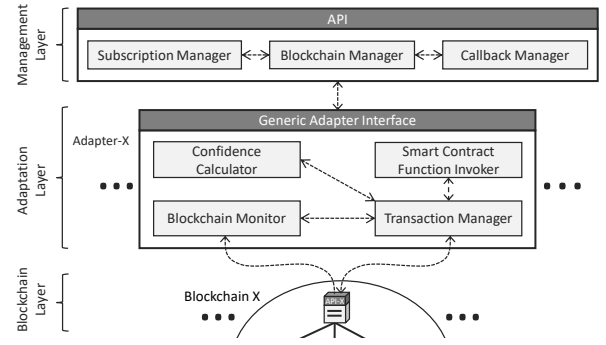 Management
Layer
API
Subscription Manager
Blockchain Manager
Callback Manager
Adaptation
Layer
Adapter-X
Generic Adapter Interface
Confidence
Calculator
Smart Contract
Function Invoker
Blockchain Monitor
Transaction Manager
Blockchain
Layer
Blockchain X
API-X